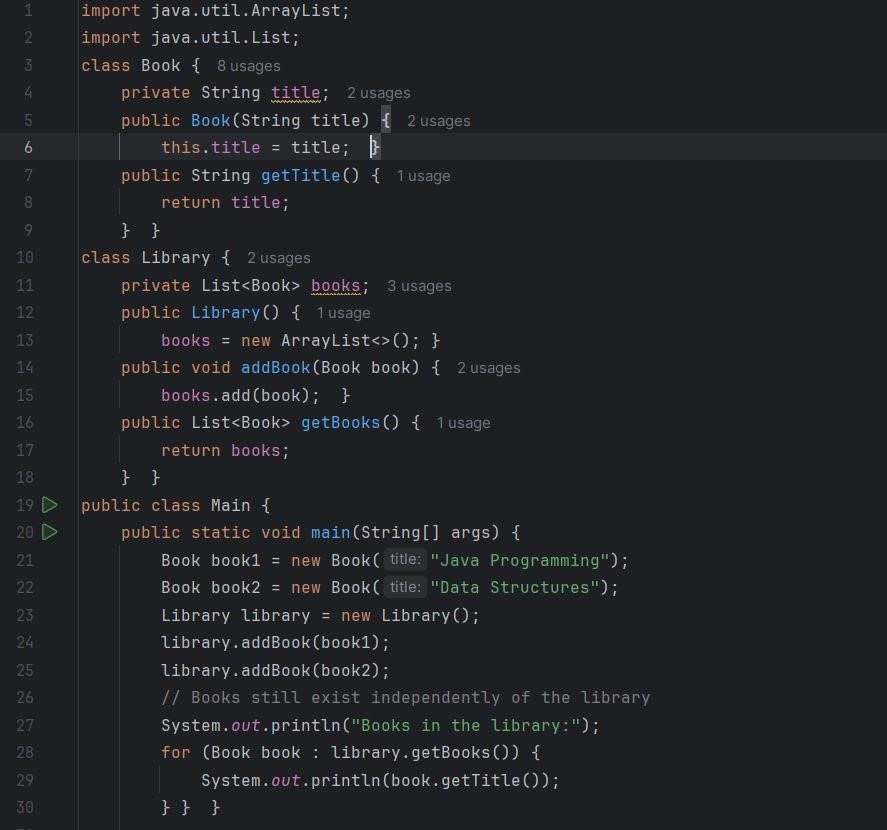 1 import java.util.ArrayList;
2 import java.util.List;
3 class Book { 8 usages
4 private String title; 2 usages
5 public Book(String title) { 2 usages
6 this.title = title; }
7 public String getTitle() { 1 usage
8 return title;
9 } }
10 class Library { 2 usages
11 private List<Book> books; 3 usages
12 public Library() { 1 usage
13 books = new ArrayList<>(); }
14 public void addBook(Book book) { 2 usages
15 books.add(book); }
16 public List<Book> getBooks() { 1 usage
17 return books;
18 } }
19 public class Main {
20 public static void main(String[] args) {
21 Book book1 = new Book( title: "Java Programming");
22 Book book2 = new Book( title: "Data Structures");
23 Library library = new Library();
24 library.addBook(book1);
25 library.addBook(book2);
26 // Books still exist independently of the library
27 System.out.println("Books in the library:");
28 for (Book book : library.getBooks()) {
29 System.out.println(book.getTitle());
30 } } }